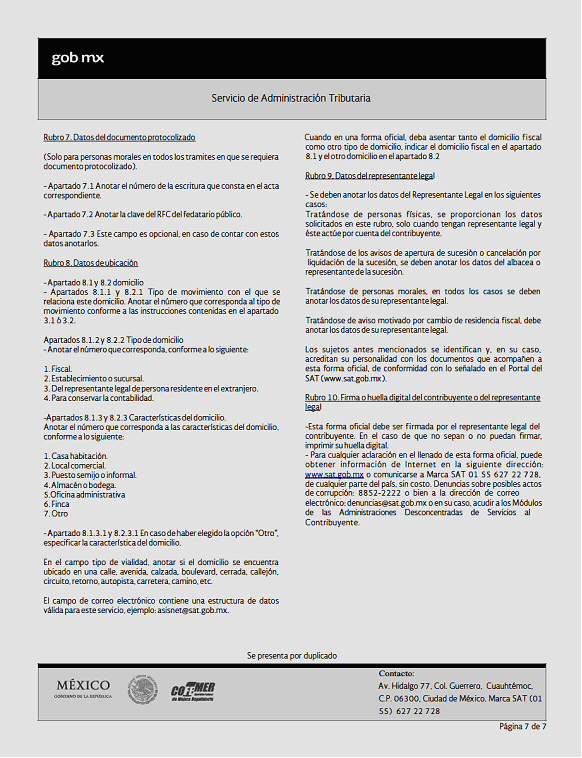 gob mx
Servicio de Administración Tributaria
Rubro 7. Datos del documento protocolizado
(Solo para personas morales en todos los tramites en que se requiera
documento protocolizado).
- Apartado 7.1 Anotar el número de la escritura que consta en el acta
correspondiente.
-Apartado 7.2 Anotar la clave del RFC del fedatario público.
- Apartado 7.3 Este campo es opcional, en caso de contar con estos
datos anotarlos.
Rubro 8. Datos de ubicación
- Apartado 8.1 y 8.2 domicilio
- Apartados 8.1.1 y 8.2.1 Tipo de movimiento con el que se
relaciona este domicilio. Anotar el número que corresponda al tipo de
movimiento conforme a las instrucciones contenidas en el apartado
3.1 ó 3.2.
Apartados 8.1.2 y 8.2.2 Tipo de domicilio
- Anotar el número que corresponda, conforme a lo siguiente:
1. Fiscal.
2. Establecimiento o sucursal.
3. Del representante legal de persona residente en el extranjero.
4. Para conservar la contabilidad.
-Apartados 8.1.3 y 8.2.3 Características del domicilio.
Anotar el número que corresponda a las características del domicilio,
conforme a lo siguiente:
1. Casa habitación.
2. Local comercial.
3. Puesto semijo o informal.
4. Almacén o bodega.
5.Oficina administrativa
6. Finca
7. Otro
- Apartado 8.1.3.1 y 8.2.3.1 En caso de haber elegido la opción "Otro",
especificar la característica del domicilio.
En el campo tipo de vialidad, anotar si el domicilio se encuentra
ubicado en una calle, avenida, calzada, boulevard, cerrada, callejón,
circuito, retorno, autopista, carretera, camino, etc.
El campo de correo electrónico contiene una estructura de datos
válida para este servicio, ejemplo: asisnet@sat.gob.mx.
Cuando en una forma oficial, deba asentar tanto el domicilio fiscal
como otro tipo de domicilio, indicar el domicilio fiscal en el apartado
8.1 y el otro domicilio en el apartado 8.2
Rubro 9. Datos del representante legal
- Se deben anotar los datos del Representante Legal en los siguientes
casos:
Tratándose de personas físicas, se proporcionan los datos
solicitados en este rubro, solo cuando tengan representante legal y
éste actúe por cuenta del contribuyente.
Tratándose de los avisos de apertura de sucesión o cancelación por
liquidación de la sucesión, se deben anotar los datos del albacea o
representante de la sucesión.
Tratándose de personas morales, en todos los casos se deben
anotar los datos de su representante legal.
Tratándose de aviso motivado por cambio de residencia fiscal, debe
anotar los datos de su representante legal.
Los sujetos antes mencionados se identifican y, en su caso,
acreditan su personalidad con los documentos que acompañen a
esta forma oficial, de conformidad con lo señalado en el Portal del
SAT (www.sat.gob.mx).
Rubro 10. Firma o huella digital del contribuyente o del representante
legal
-Esta forma oficial debe ser firmada por el representante legal del
contribuyente. En el caso de que no sepan o no puedan firmar,
imprimir su huella digital.
- Para cualquier aclaración en el llenado de esta forma oficial, puede
obtener información de Internet en la siguiente dirección:
www.sat.gob.mx o comunicarse a Marca SAT 01 55 627 22 728,
de cualquier parte del país, sin costo. Denuncias sobre posibles actos
de corrupción: 8852-2222 o bien a la dirección de correo
electrónico: denuncias@sat.gob.mx o en su caso, acudir a los Módulos
de las Administraciones Desconcentradas de Servicios al
Contribuyente.
Se presenta por duplicado
MÉXICO
GOBIERNO DE LA REPÚBLICA
COFEMER
de Mejora Regulatoria
Contacto:
Av. Hidalgo 77, Col. Guerrero, Cuauhtémoc,
C.P. 06300, Ciudad de México. Marca SAT (01
55) 627 22 728
Página 7 de 7